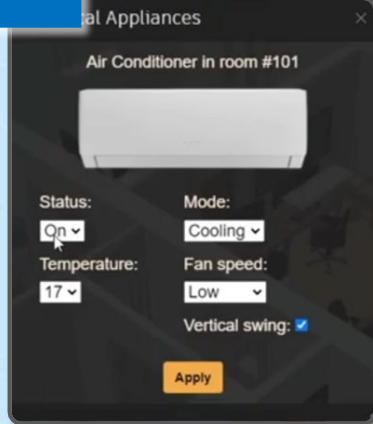 al Appliances
Air Conditioner in room #101
Status:
Mode:
On
Cooling
Temperature:
Fan speed:
17
Low
Vertical swing:
Apply